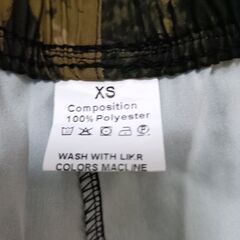 XS
Composition
100% Polyester
WASH WITH LIKR
COLORS MACLINE